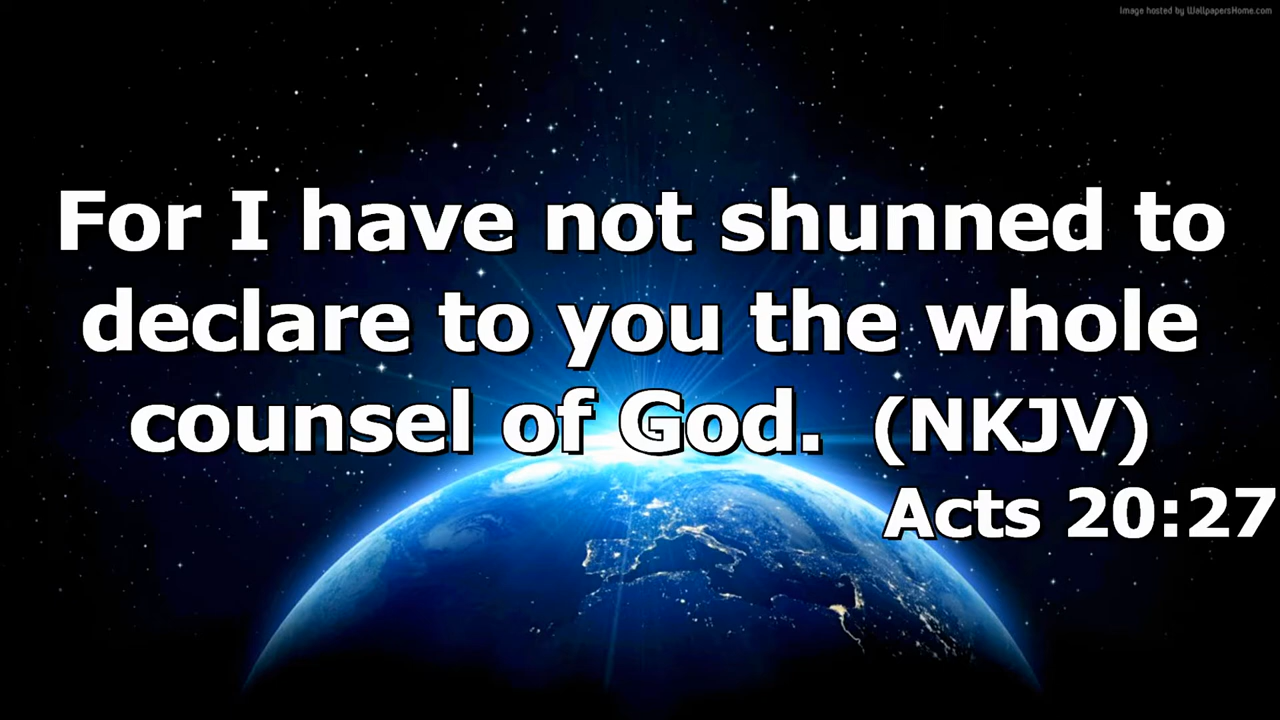 Image hosted by WallpapersHome.com
For I have not shunned to
declare to you the whole
counsel of God.  (NKJV)
Acts 20:27